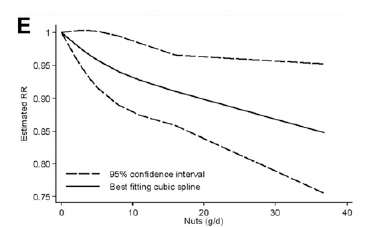 E
1
0.95
0.90
0.85
0.80
0.75
Estimated RR
95% confidence interval
Best fitting cubic spline
0 10 20 30 40
Nuts (g/d)